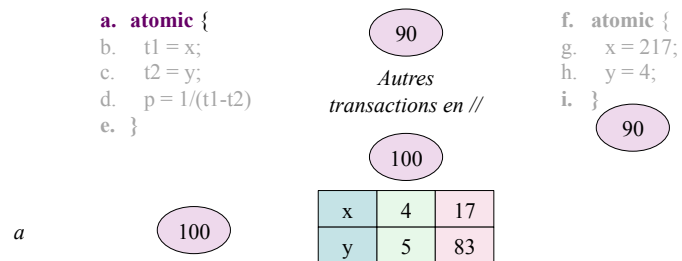 a. atomic {
b. t1 = x;
c. t2 = y;
d. p = 1/(t1-t2)
e. }
90
Autres
transactions en //
100
f. atomic {
g. x = 217;
h. y = 4;
i. }
90
a
100
x 4 17
y 5 83